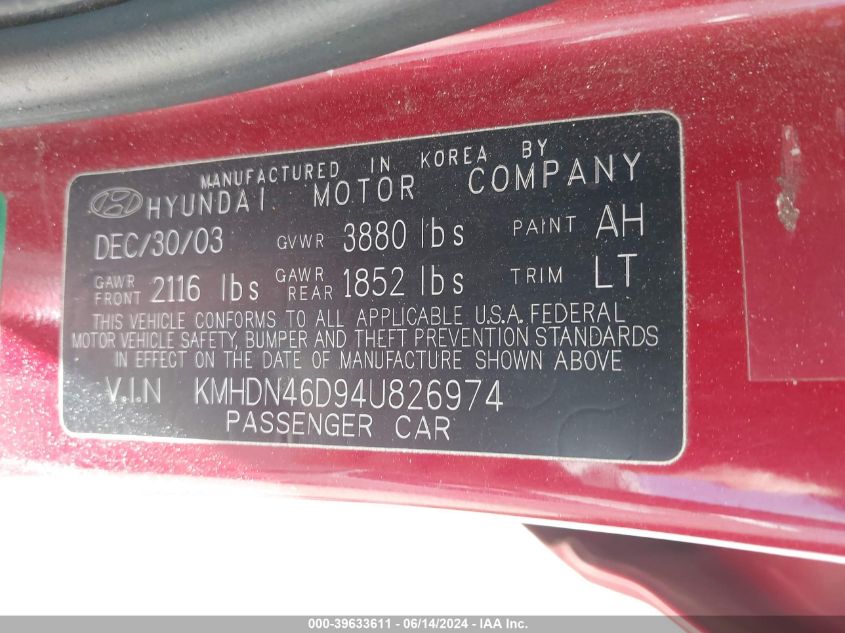 MANUFACTURED IN KOREA BY
HYUNDAI MOTOR COMPANY
DEC/30/03 GVWR 3880 lbs PAINT AH
GAWR FRONT 2116 lbs GAWR REAR 1852 lbs TRIM LT
THIS VEHICLE CONFORMS TO ALL APPLICABLE U.S.A. FEDERAL
MOTOR VEHICLE SAFETY, BUMPER AND THEFT PREVENTION STANDARDS
IN EFFECT ON THE DATE OF MANUFACTURE SHOWN ABOVE
V.I.N KMHDN46D94U826974
PASSENGER CAR
000-39633611 - 06/14/2024 - IAA Inc.